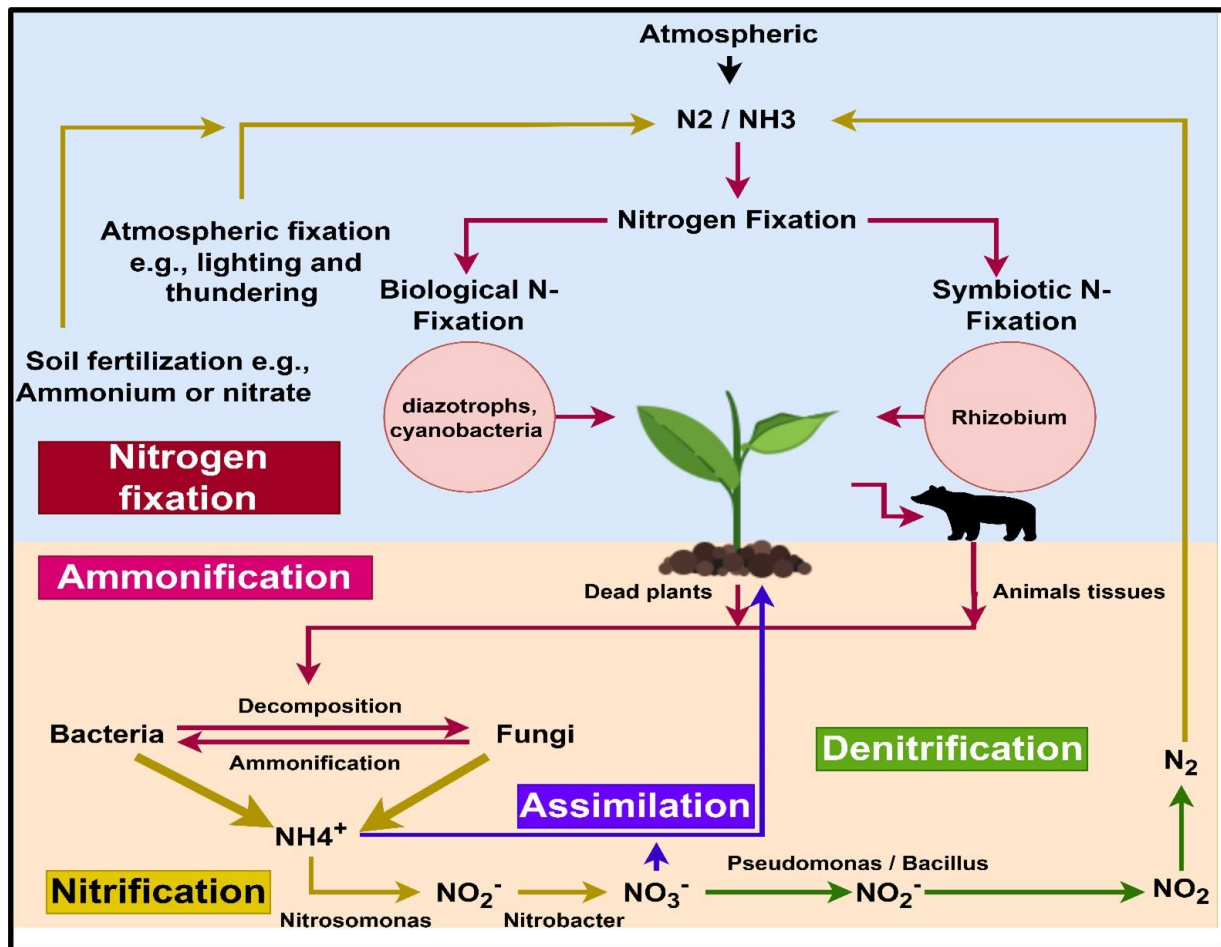 Atmospheric
N2 / NH3
Nitrogen Fixation
Atmospheric fixation
e.g., lighting and
thundering
Biological N-
Fixation
Symbiotic N-
Fixation
Soil fertilization e.g.,
Ammonium or nitrate
diazotrophs,
cyanobacteria
Rhizobium
Nitrogen
fixation
Ammonification
Dead plants
Animals tissues
Decomposition
Bacteria
Fungi
Ammonification
Denitrification
N₂
Assimilation
NH4⁺
Pseudomonas / Bacillus
Nitrification
NO₂⁻
NO₃⁻
NO₂⁻
NO₂
Nitrosomonas
Nitrobacter